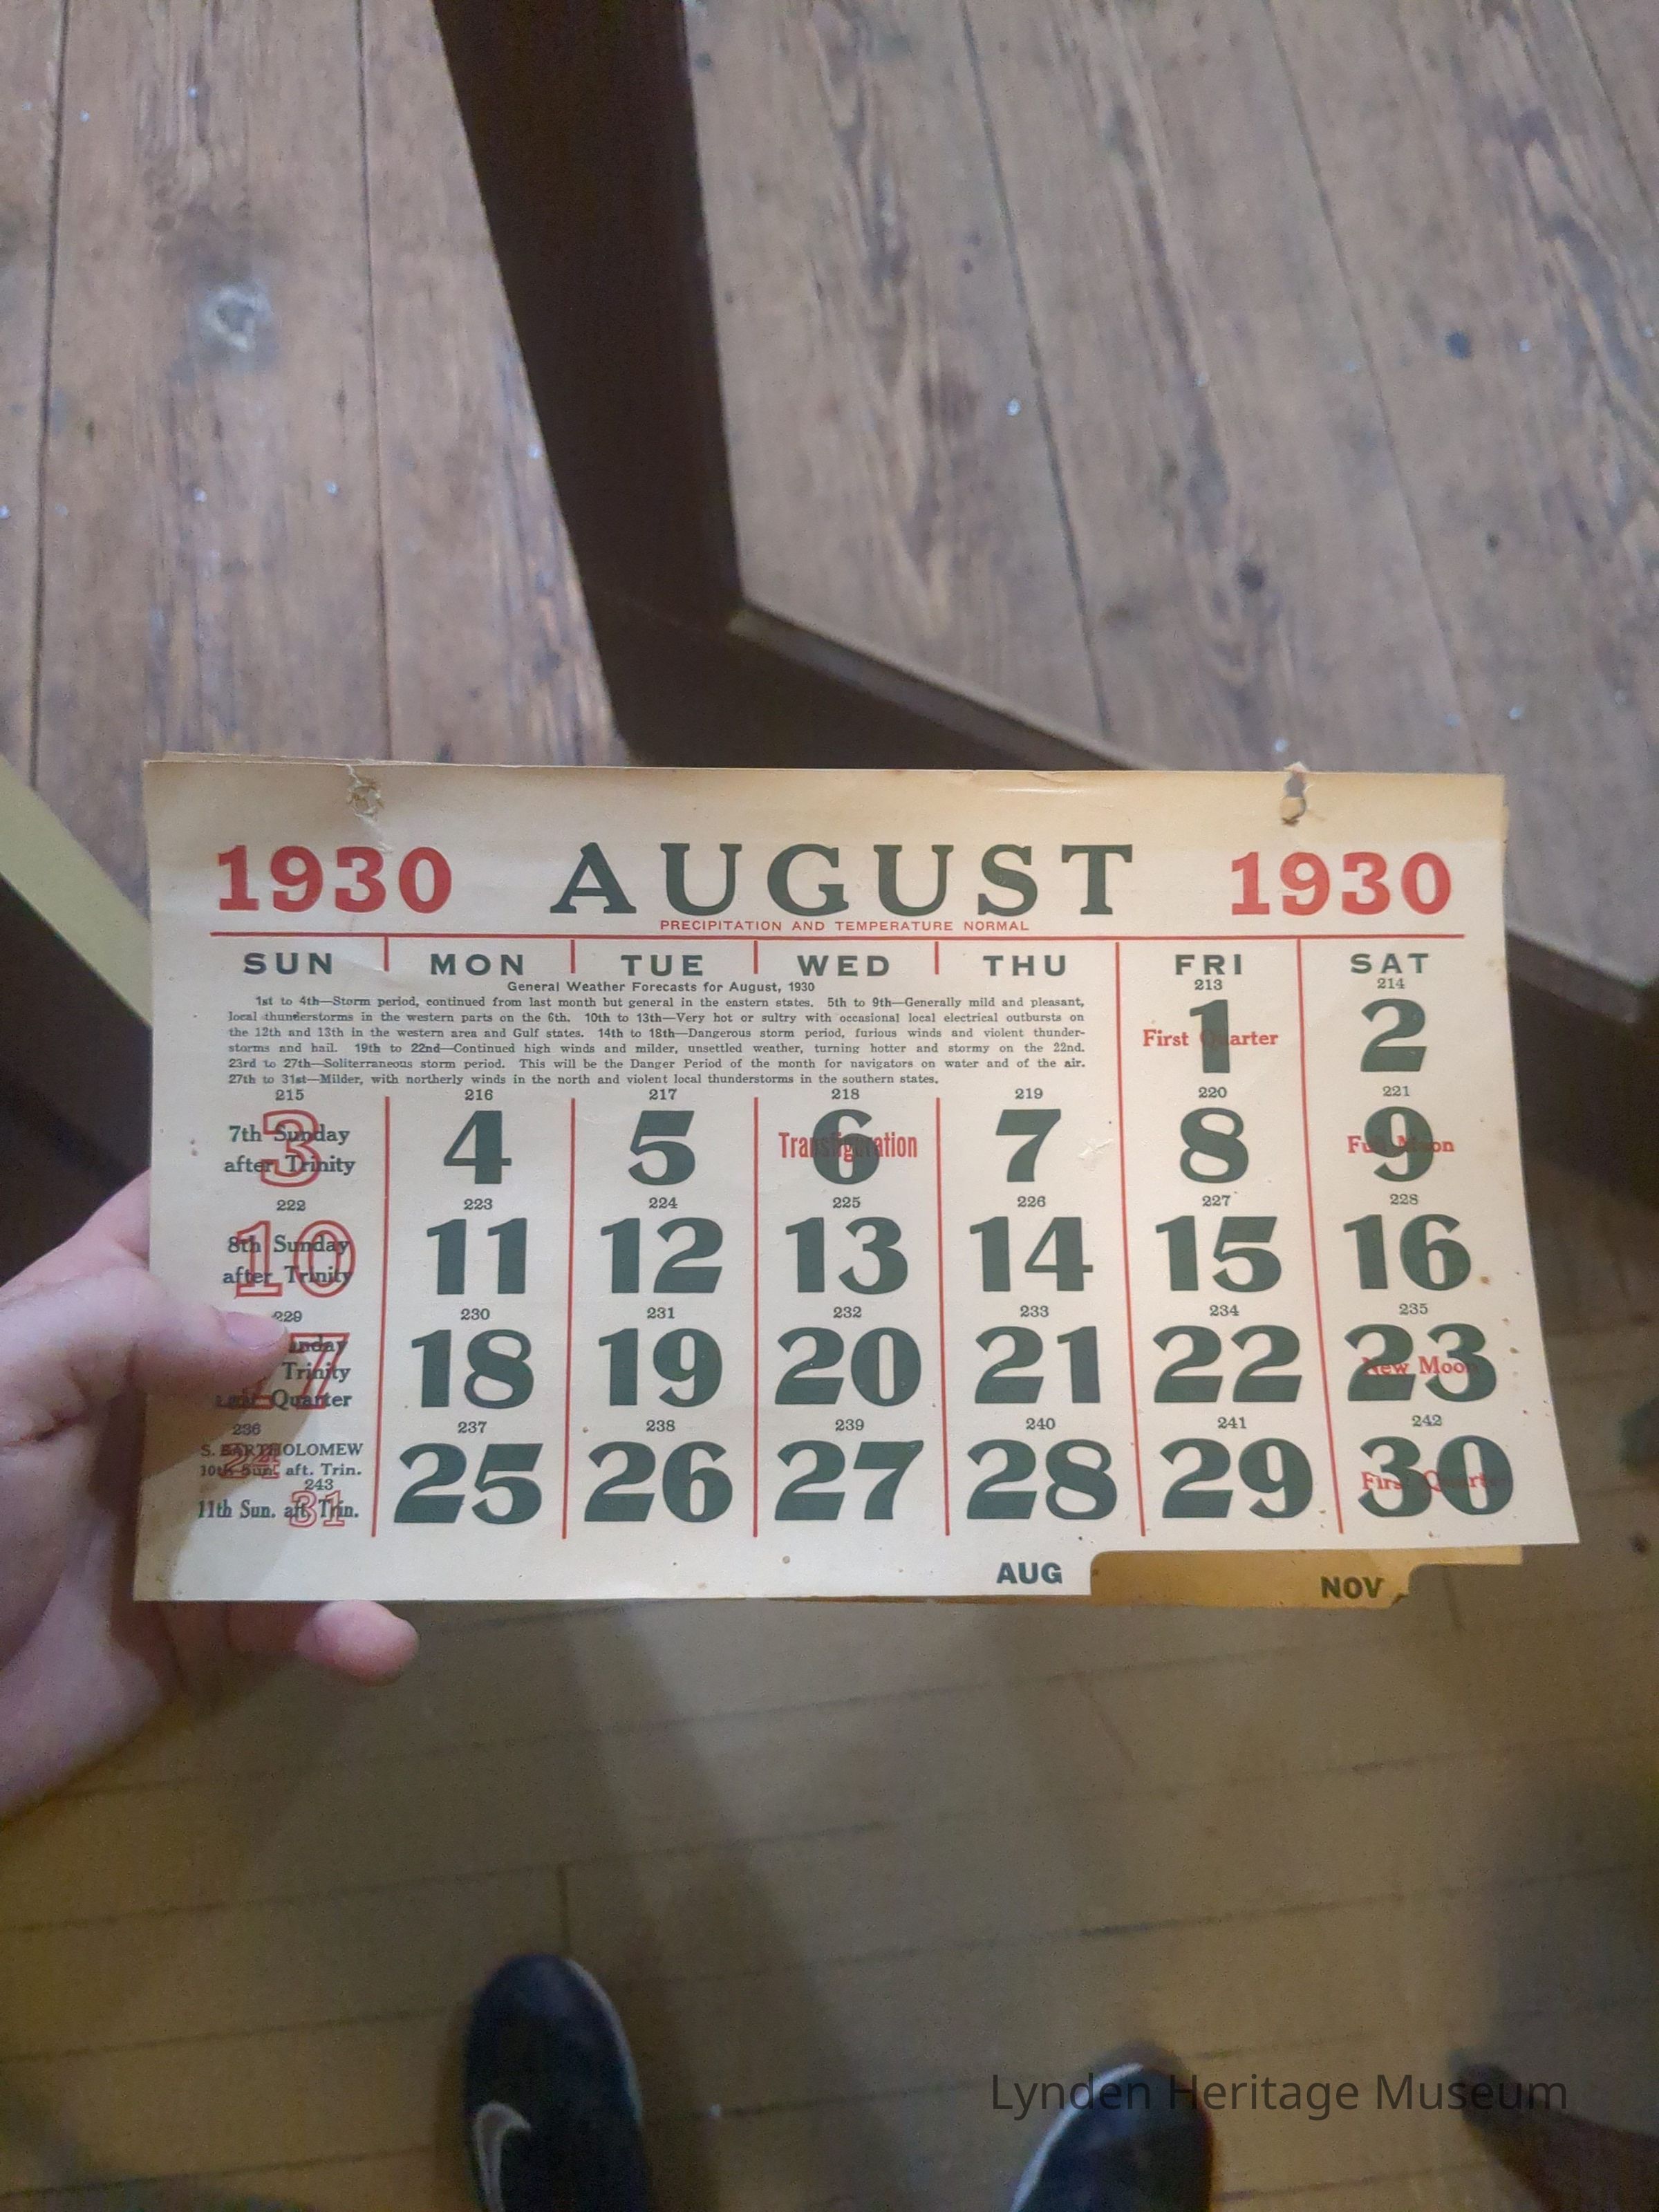 1930 AUGUST 1930
PRECIPITATION AND TEMPERATURE NORMAL
SUN MON TUE WED THU FRI SAT
General Weather Forecasts for August, 1930
1st to 4th—Storm period, continued from last month but general in the eastern states. 5th to 9th—Generally mild and pleasant,
local thunderstorms in the western parts on the 6th. 10th to 13th—Very hot or sultry with occasional local electrical outbursts on
the 12th and 13th in the western area and Gulf states. 14th to 18th—Dangerous storm period, furious winds and violent thunder-
storms and hail. 19th to 22nd—Continued high winds and milder, unsettled weather, turning hotter and stormy on the 22nd.
23rd to 27th—Soliterraneous storm period. This will be the Danger Period of the month for navigators on water and of the air.
27th to 31st—Milder, with northerly winds in the north and violent local thunderstorms in the southern states.
213 214
1 2
First Quarter
215 216 217 218 219 220 221
3 4 5 6 7 8 9
7th Sunday
after Trinity
Transfiguration
Full Moon
222 223 224 225 226 227 228
10 11 12 13 14 15 16
8th Sunday
after Trinity
229 230 231 232 233 234 235
7 18 19 20 21 22 23
Trinity
Quarter
New Moon
236 237 238 239 240 241 242
24 25 26 27 28 29 30
S. BARTHOLOMEW
10th Sun. aft. Trin.
First Quarter
243
31
11th Sun. aft. Trin.
AUG
NOV
Lynden Heritage Museum